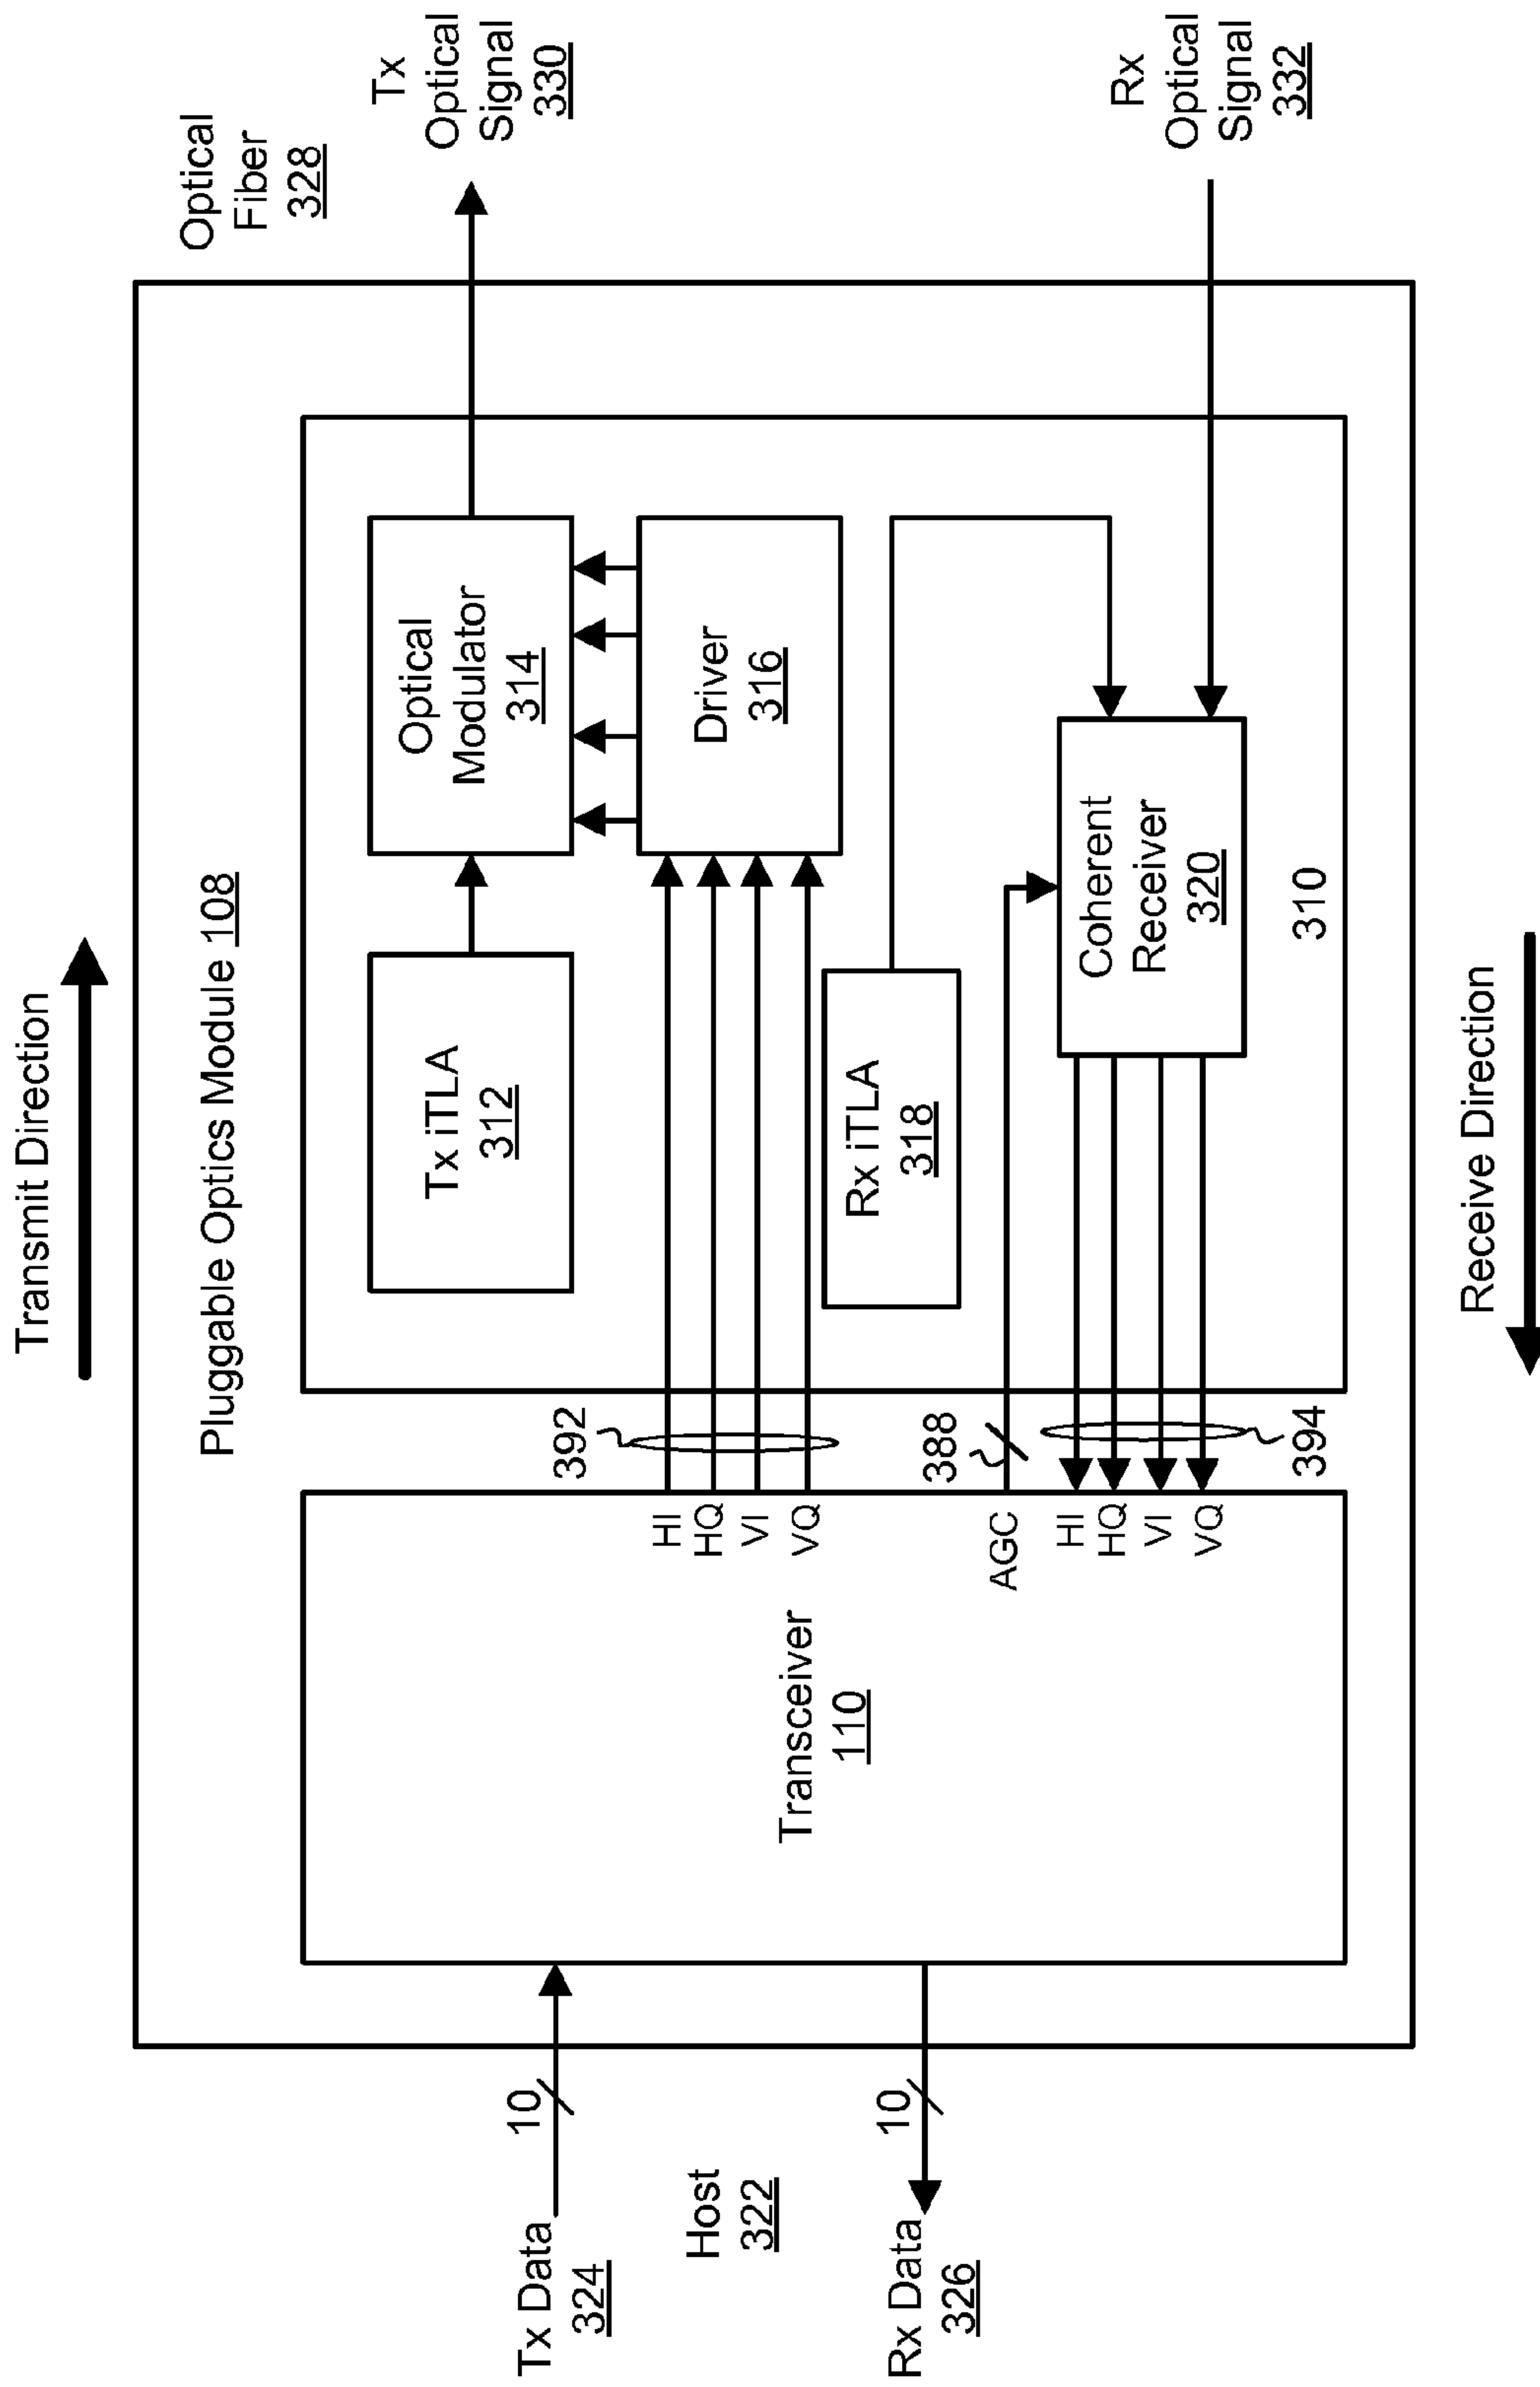 Transmit Direction
Pluggable Optics Module 108
Optical
Fiber
328
Tx Data
324
10
Host
322
Rx Data
326
10
Transceiver
110
HI
HQ
VI
VQ
AGC
HI
HQ
VI
VQ
392
388
394
Tx iTLA
312
Optical
Modulator
314
Driver
316
Rx iTLA
318
Coherent
Receiver
320
310
Tx
Optical
Signal
330
Rx
Optical
Signal
332
Receive Direction